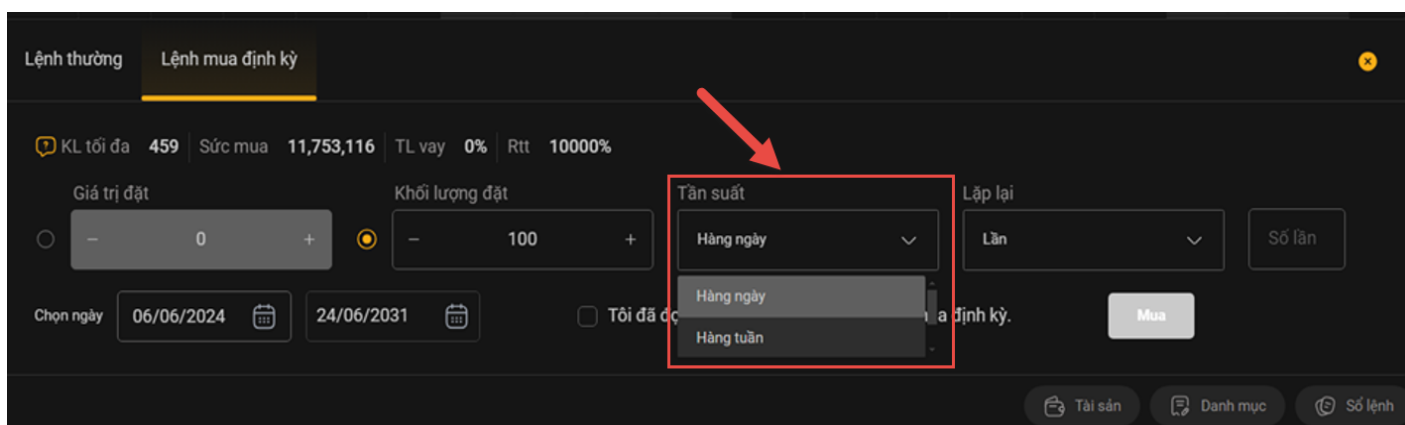 Lệnh thường Lệnh mua định kỳ
KL tối đa 459 Sức mua 11,753,116 TL vay 0% Rtt 10000%
Giá trị đặt Khối lượng đặt Tần suất Lặp lại
− 0 + − 100 + Hàng ngày Lần Số lần
Hàng ngày
Chọn ngày 06/06/2024 24/06/2031 Tôi đã a định kỳ. Mua
Hàng tuần
Tài sản Danh mục Sổ lệnh